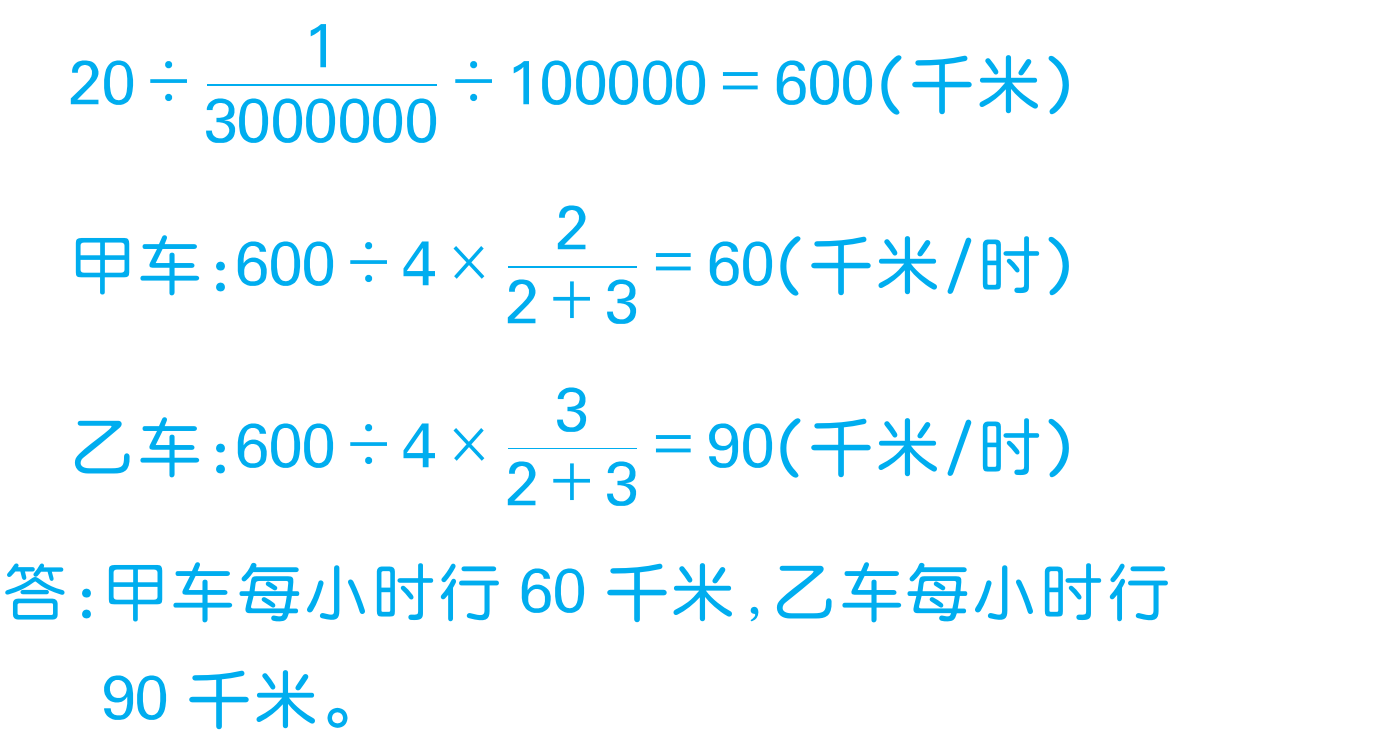 20÷1/3000000÷100000=600(千米)
甲车:600÷4×2/(2+3)=60(千米/时)
乙车:600÷4×3/(2+3)=90(千米/时)
答:甲车每小时行 60 千米,乙车每小时行
90 千米。